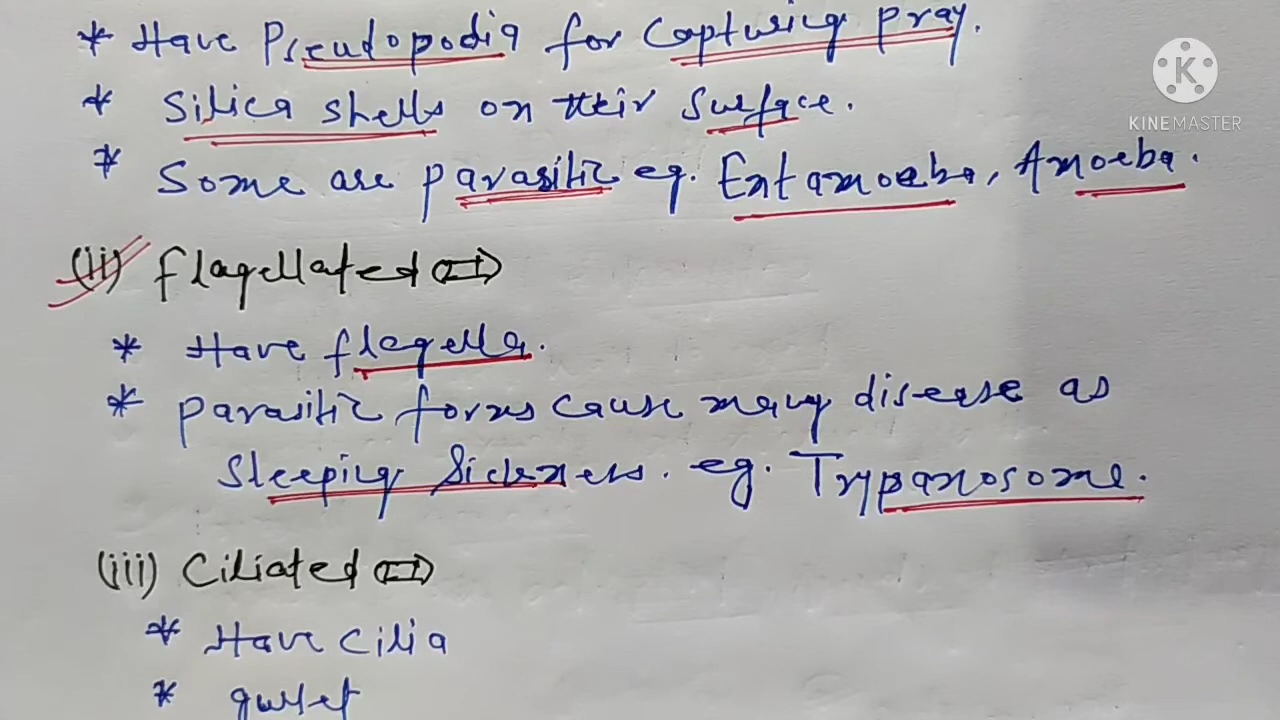 * Have Pseudopodia for Capturing pray.
* Silica shells on their surface.
* Some are parasitic eg. Entamoeba, Amoeba.
(ii) Flagellated ⇒
* Have flagella.
* Parasitic forms cause many disease as
Sleeping Sickness. eg. Trypanosome.
(iii) Ciliated ⇒
* Have Cilia
* gullet
K
KINEMASTER